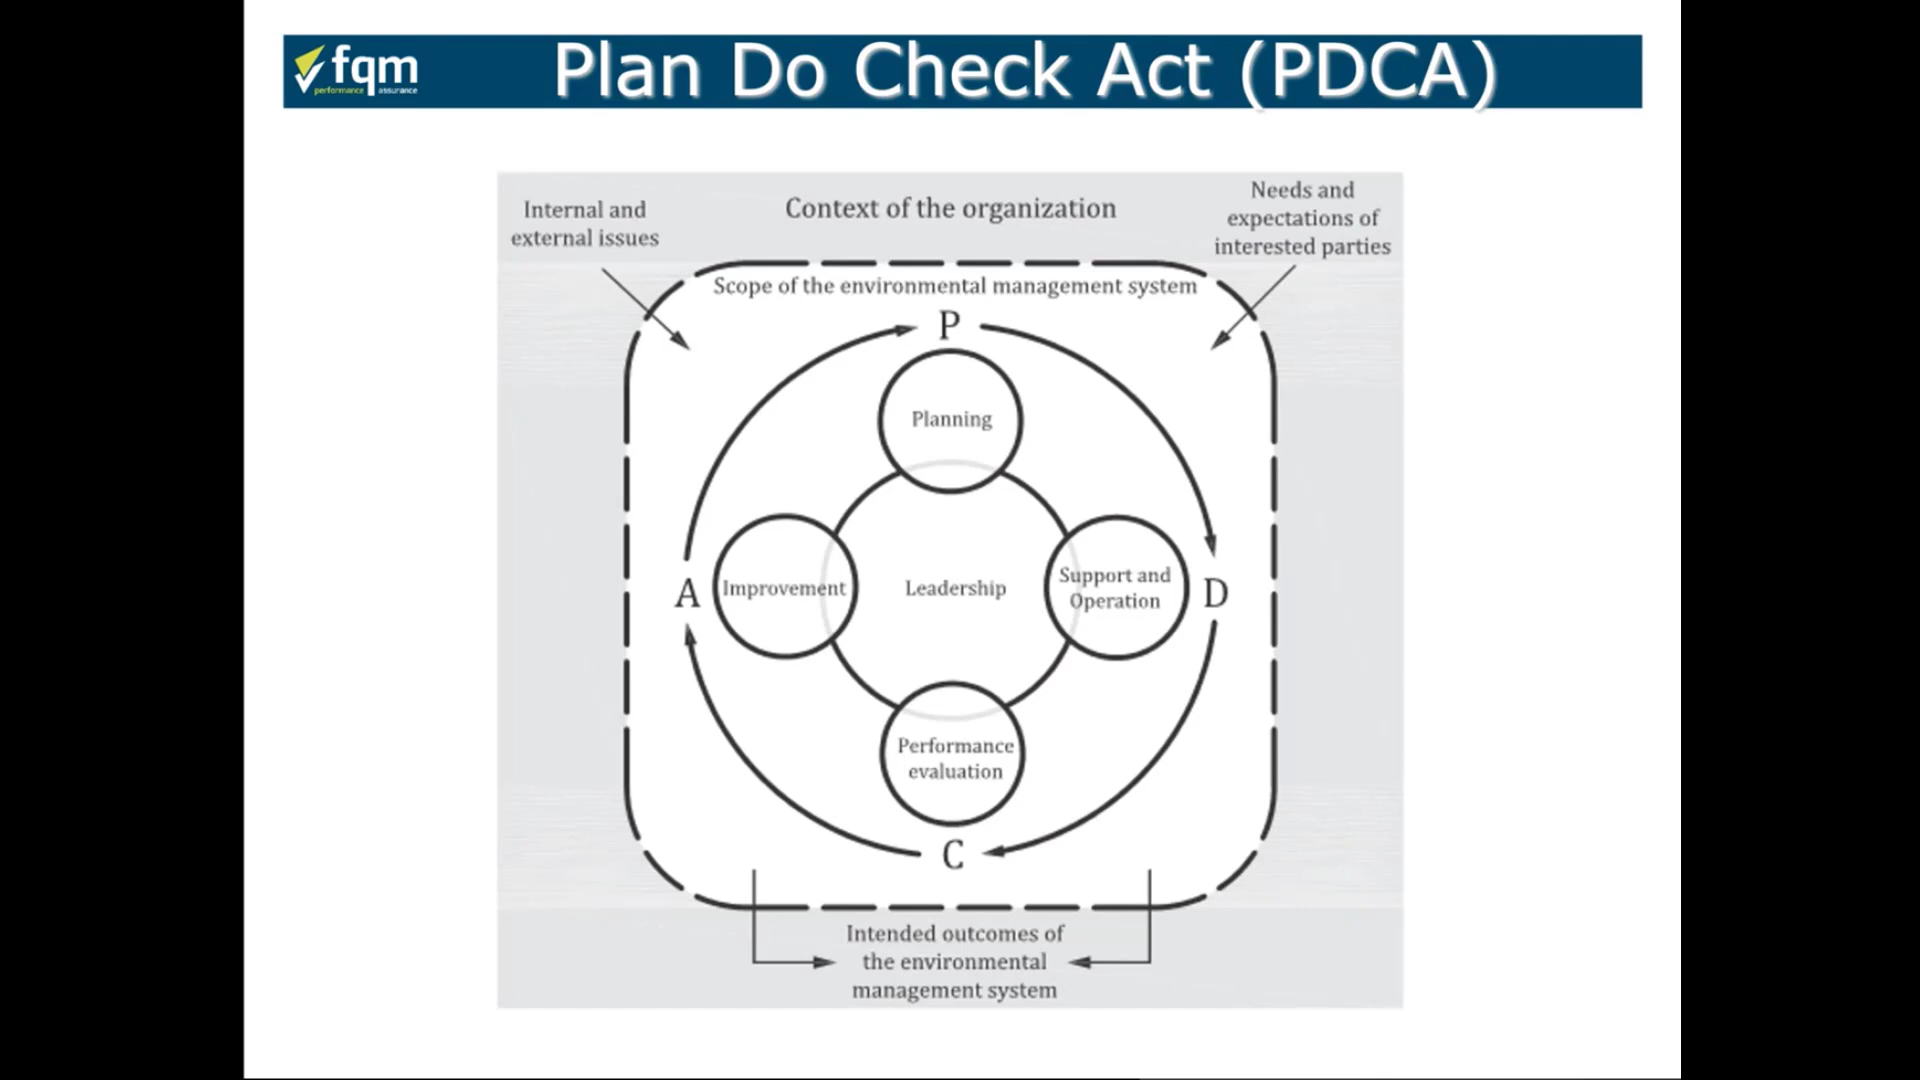 fqm
performance assurance
Plan Do Check Act (PDCA)
Internal and
external issues
Context of the organization
Needs and
expectations of
interested parties
Scope of the environmental management system
P
Planning
A
Improvement
Leadership
Support and
Operation
D
Performance
evaluation
C
Intended outcomes of
the environmental
management system